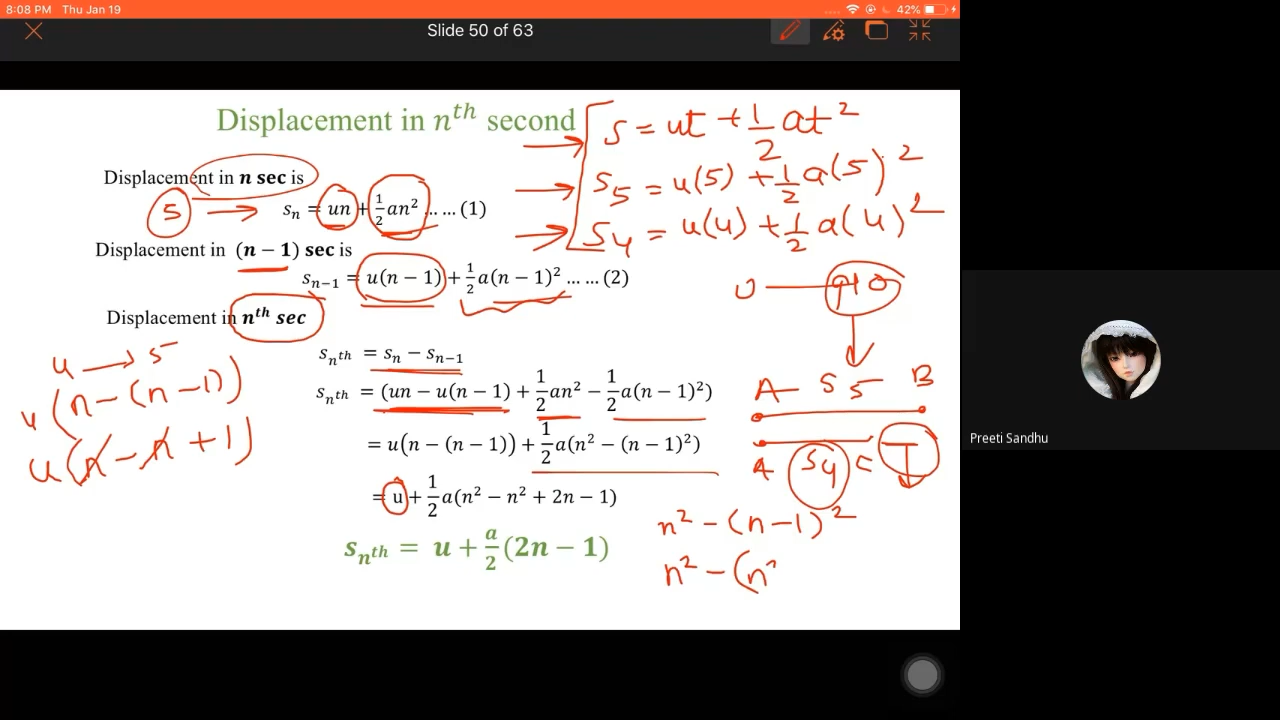 8:08 PM Thu Jan 19
42%
Slide 50 of 63
Displacement in nᵗʰ second
s = ut + 1/2 at²
Displacement in n sec is
s₅ = u(5) + 1/2 a(5)²
5 → sₙ = un + 1/2 an² … … (1)
s₄ = u(4) + 1/2 a(4)²
Displacement in (n − 1) sec is
sₙ₋₁ = u(n − 1) + 1/2 a(n − 1)² … … (2)
Displacement in nᵗʰ sec
u → 5
sₙₜₕ = sₙ − sₙ₋₁
A S5 B
u(n − (n − 1))
sₙₜₕ = (un − u(n − 1) + 1/2 an² − 1/2 a(n − 1)²)
u(n − n + 1)
= u(n − (n − 1)) + 1/2 a(n² − (n − 1)²)
A S4 C
Preeti Sandhu
= u + 1/2 a(n² − n² + 2n − 1)
n² − (n − 1)²
sₙₜₕ = u + a/2 (2n − 1)
n² − (n²